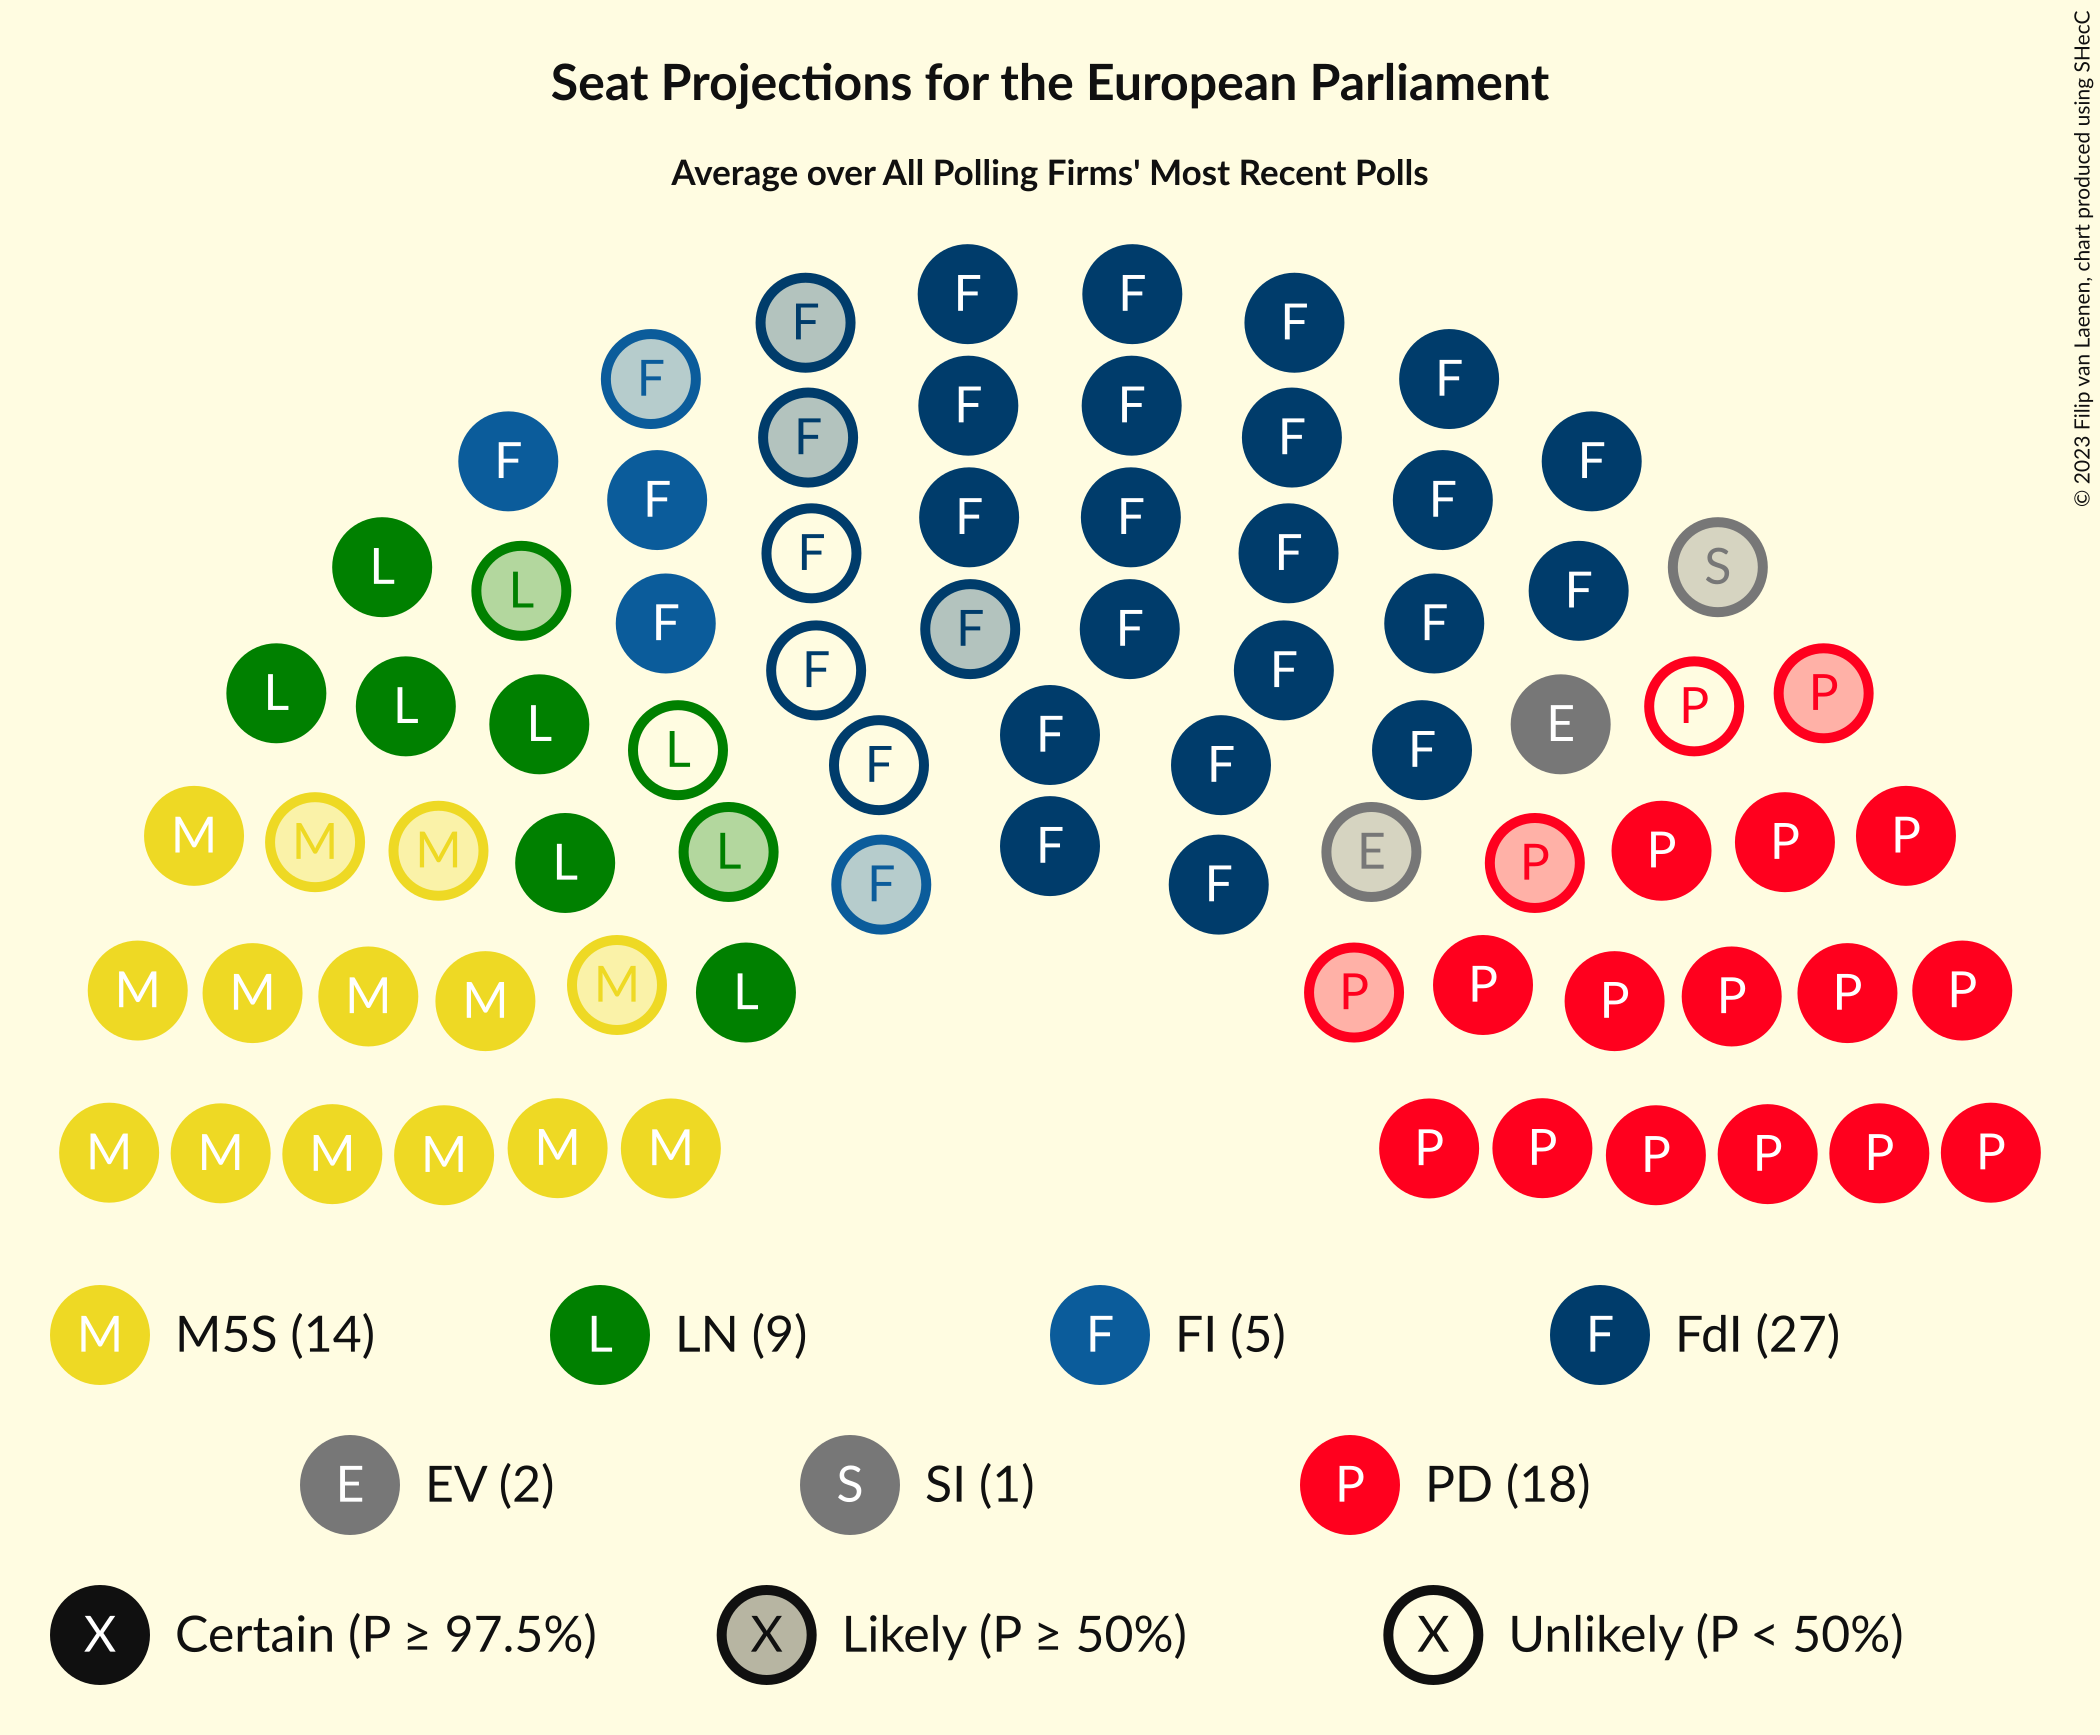 Seat Projections for the European Parliament
Average over All Polling Firms' Most Recent Polls
© 2023 Filip van Laenen, chart produced using SHecC
F F
F F
F F
F F
F F
F F
F F
F F
F F
F F
L F F S
L F
F F
L L P P
L L F F E P
F F F
M M M L L F F F E P P P P
M M M M M L P P P P P P
M M M M M M P P P P P P
M M5S (14) L LN (9) F FI (5) F FdI (27)
E EV (2) S SI (1) P PD (18)
X Certain (P ≥ 97.5%) X Likely (P ≥ 50%) X Unlikely (P < 50%)